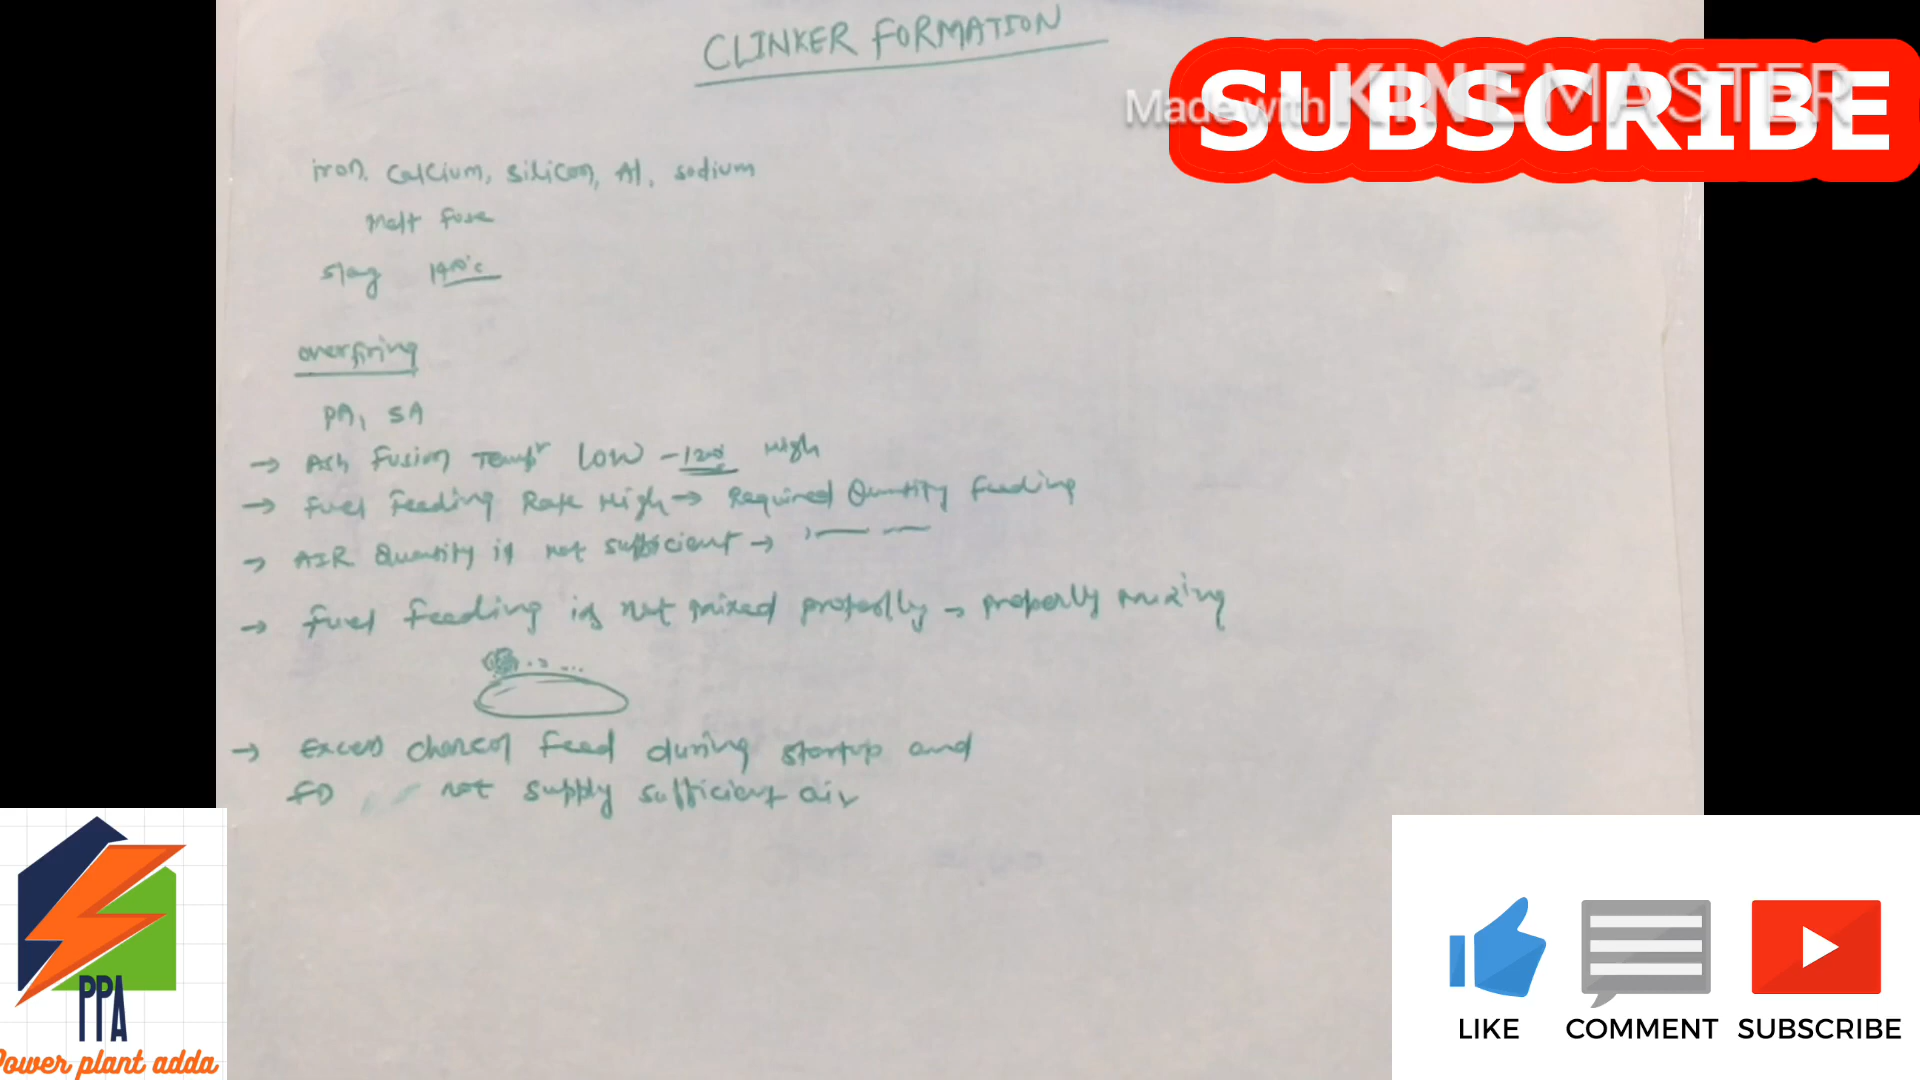 CLINKER FORMATION
SUBSCRIBE
Made with KINEMASTER
iron, Calcium, silicon, Al, sodium
melt fuse
slag 1400°c
overfiring
PA, SA
→ Ash fusion Tempr Low - 1200 High
→ Fuel Feeding Rate High → Required Quantity feeding
→ AIR Quantity is not sufficient →
→ fuel feeding is not mixed properly → properly mixing
→ Excess charcol feed during startup and
FD not supply sufficient air
PPA
Power plant adda
LIKE COMMENT SUBSCRIBE